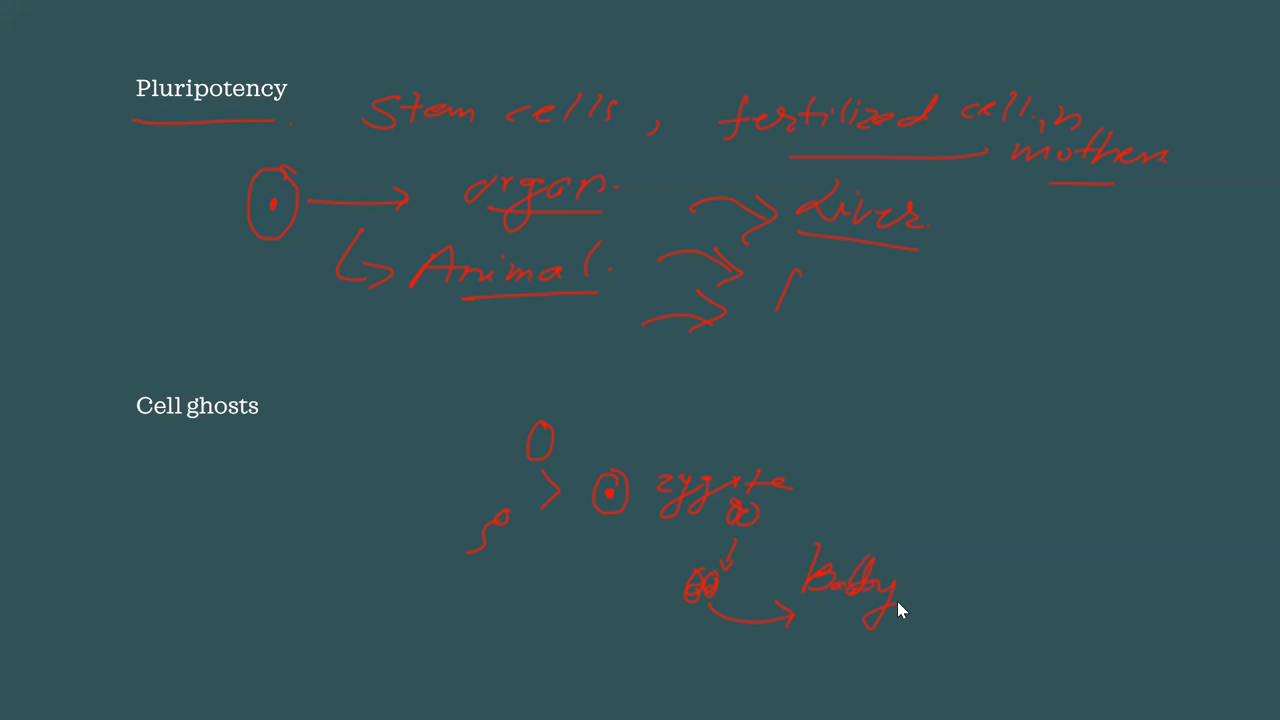 Pluripotency
Stem cells, fertilized cell in
mother.
organ. Liver.
Animal.
Cell ghosts
zygote
Baby